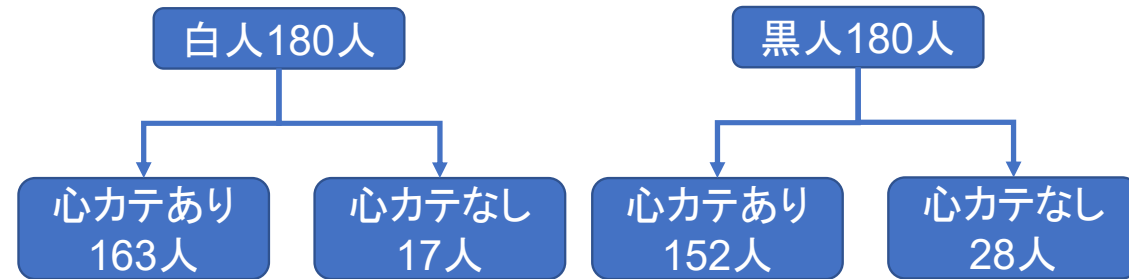 白人180人
黒人180人
心カテあり
163人
心カテなし
17人
心カテあり
152人
心カテなし
28人